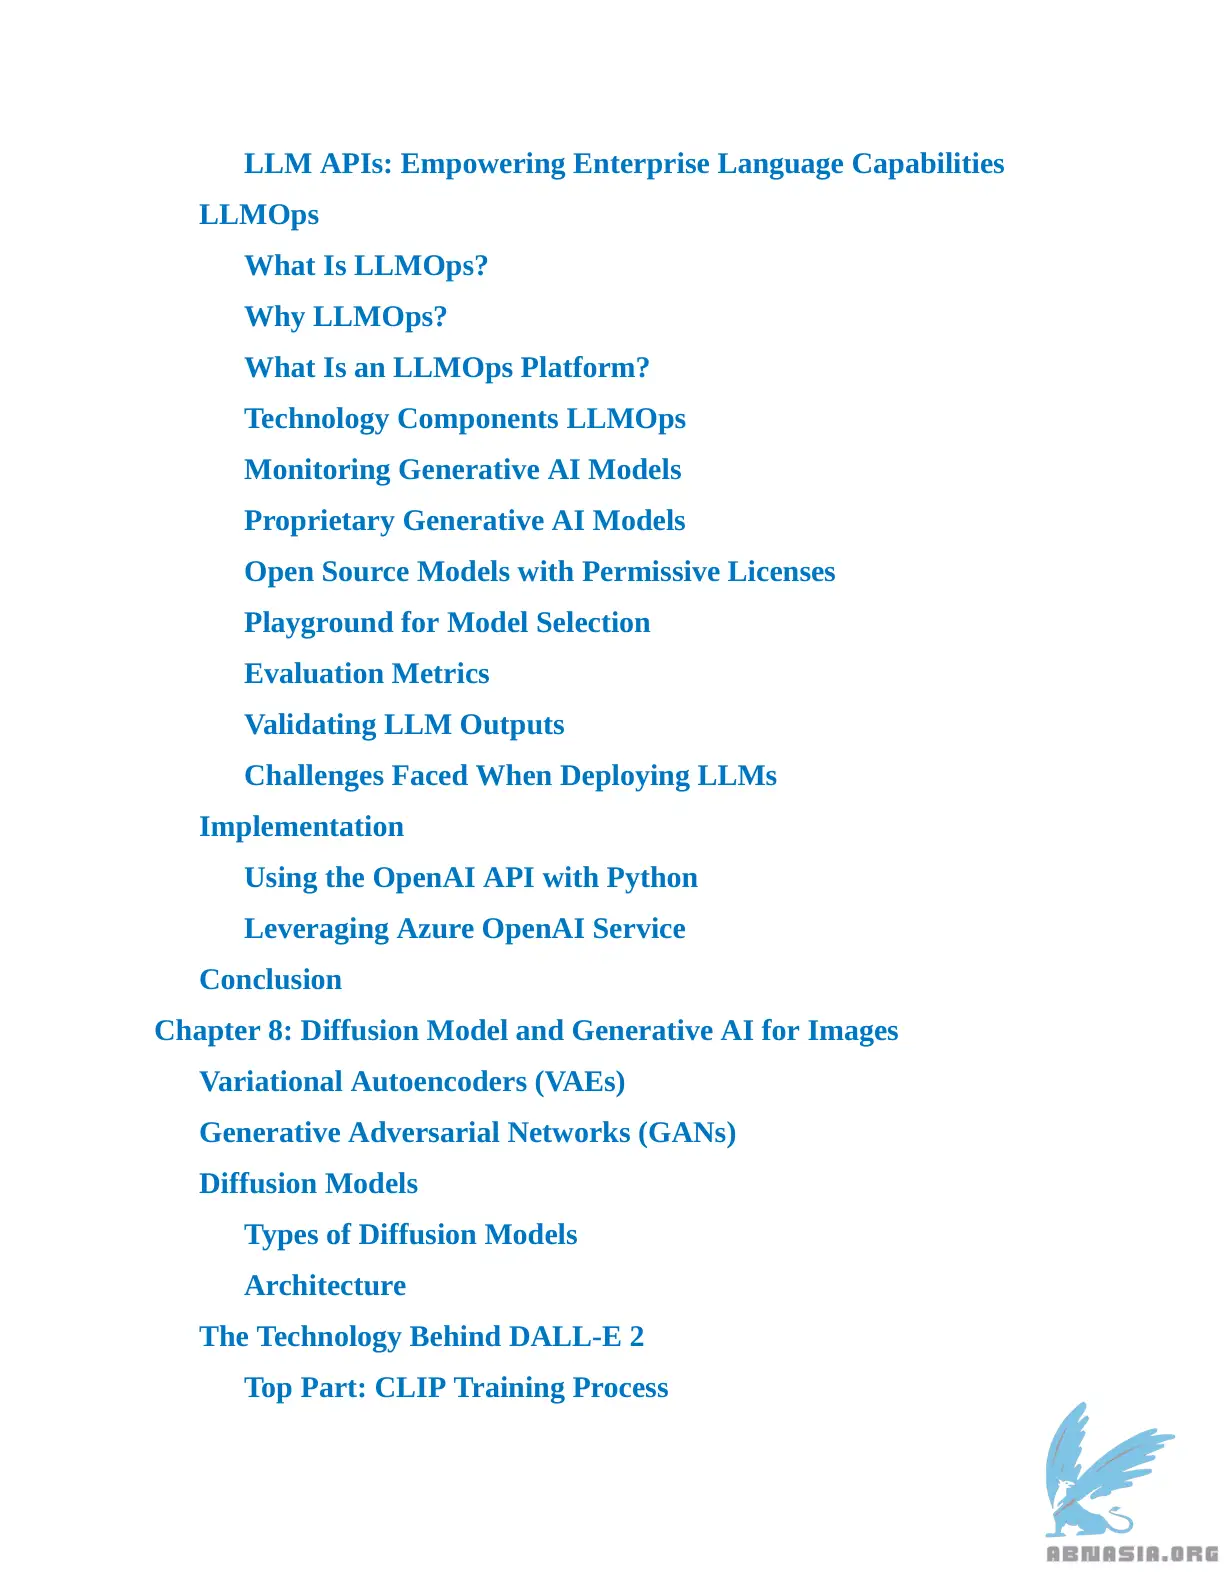 LLM APIs: Empowering Enterprise Language Capabilities
LLMOps
What Is LLMOps?
Why LLMOps?
What Is an LLMOps Platform?
Technology Components LLMOps
Monitoring Generative AI Models
Proprietary Generative AI Models
Open Source Models with Permissive Licenses
Playground for Model Selection
Evaluation Metrics
Validating LLM Outputs
Challenges Faced When Deploying LLMs
Implementation
Using the OpenAI API with Python
Leveraging Azure OpenAI Service
Conclusion
Chapter 8: Diffusion Model and Generative AI for Images
Variational Autoencoders (VAEs)
Generative Adversarial Networks (GANs)
Diffusion Models
Types of Diffusion Models
Architecture
The Technology Behind DALL-E 2
Top Part: CLIP Training Process
ABNASIA.ORG